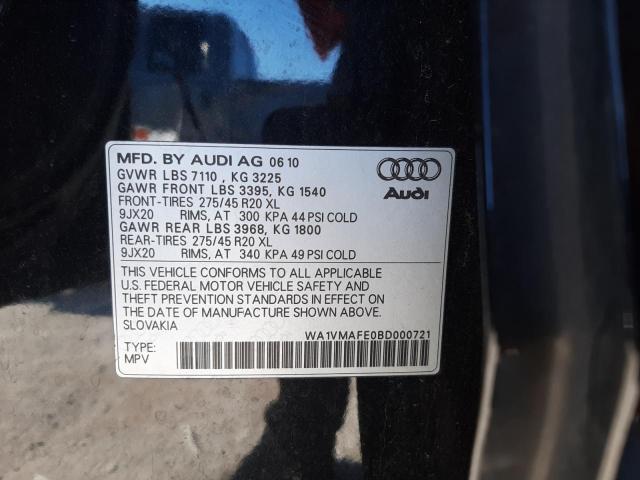 MFD. BY AUDI AG 06 10
GVWR LBS 7110 , KG 3225
GAWR FRONT LBS 3395, KG 1540
FRONT-TIRES 275/45 R20 XL
9JX20 RIMS, AT 300 KPA 44 PSI COLD
GAWR REAR LBS 3968, KG 1800
REAR-TIRES 275/45 R20 XL
9JX20 RIMS, AT 340 KPA 49 PSI COLD
Audi
THIS VEHICLE CONFORMS TO ALL APPLICABLE
U.S. FEDERAL MOTOR VEHICLE SAFETY AND
THEFT PREVENTION STANDARDS IN EFFECT ON
THE DATE OF MANUFACTURE SHOWN ABOVE.
SLOVAKIA
WA1VMAFE0BD000721
TYPE:
MPV